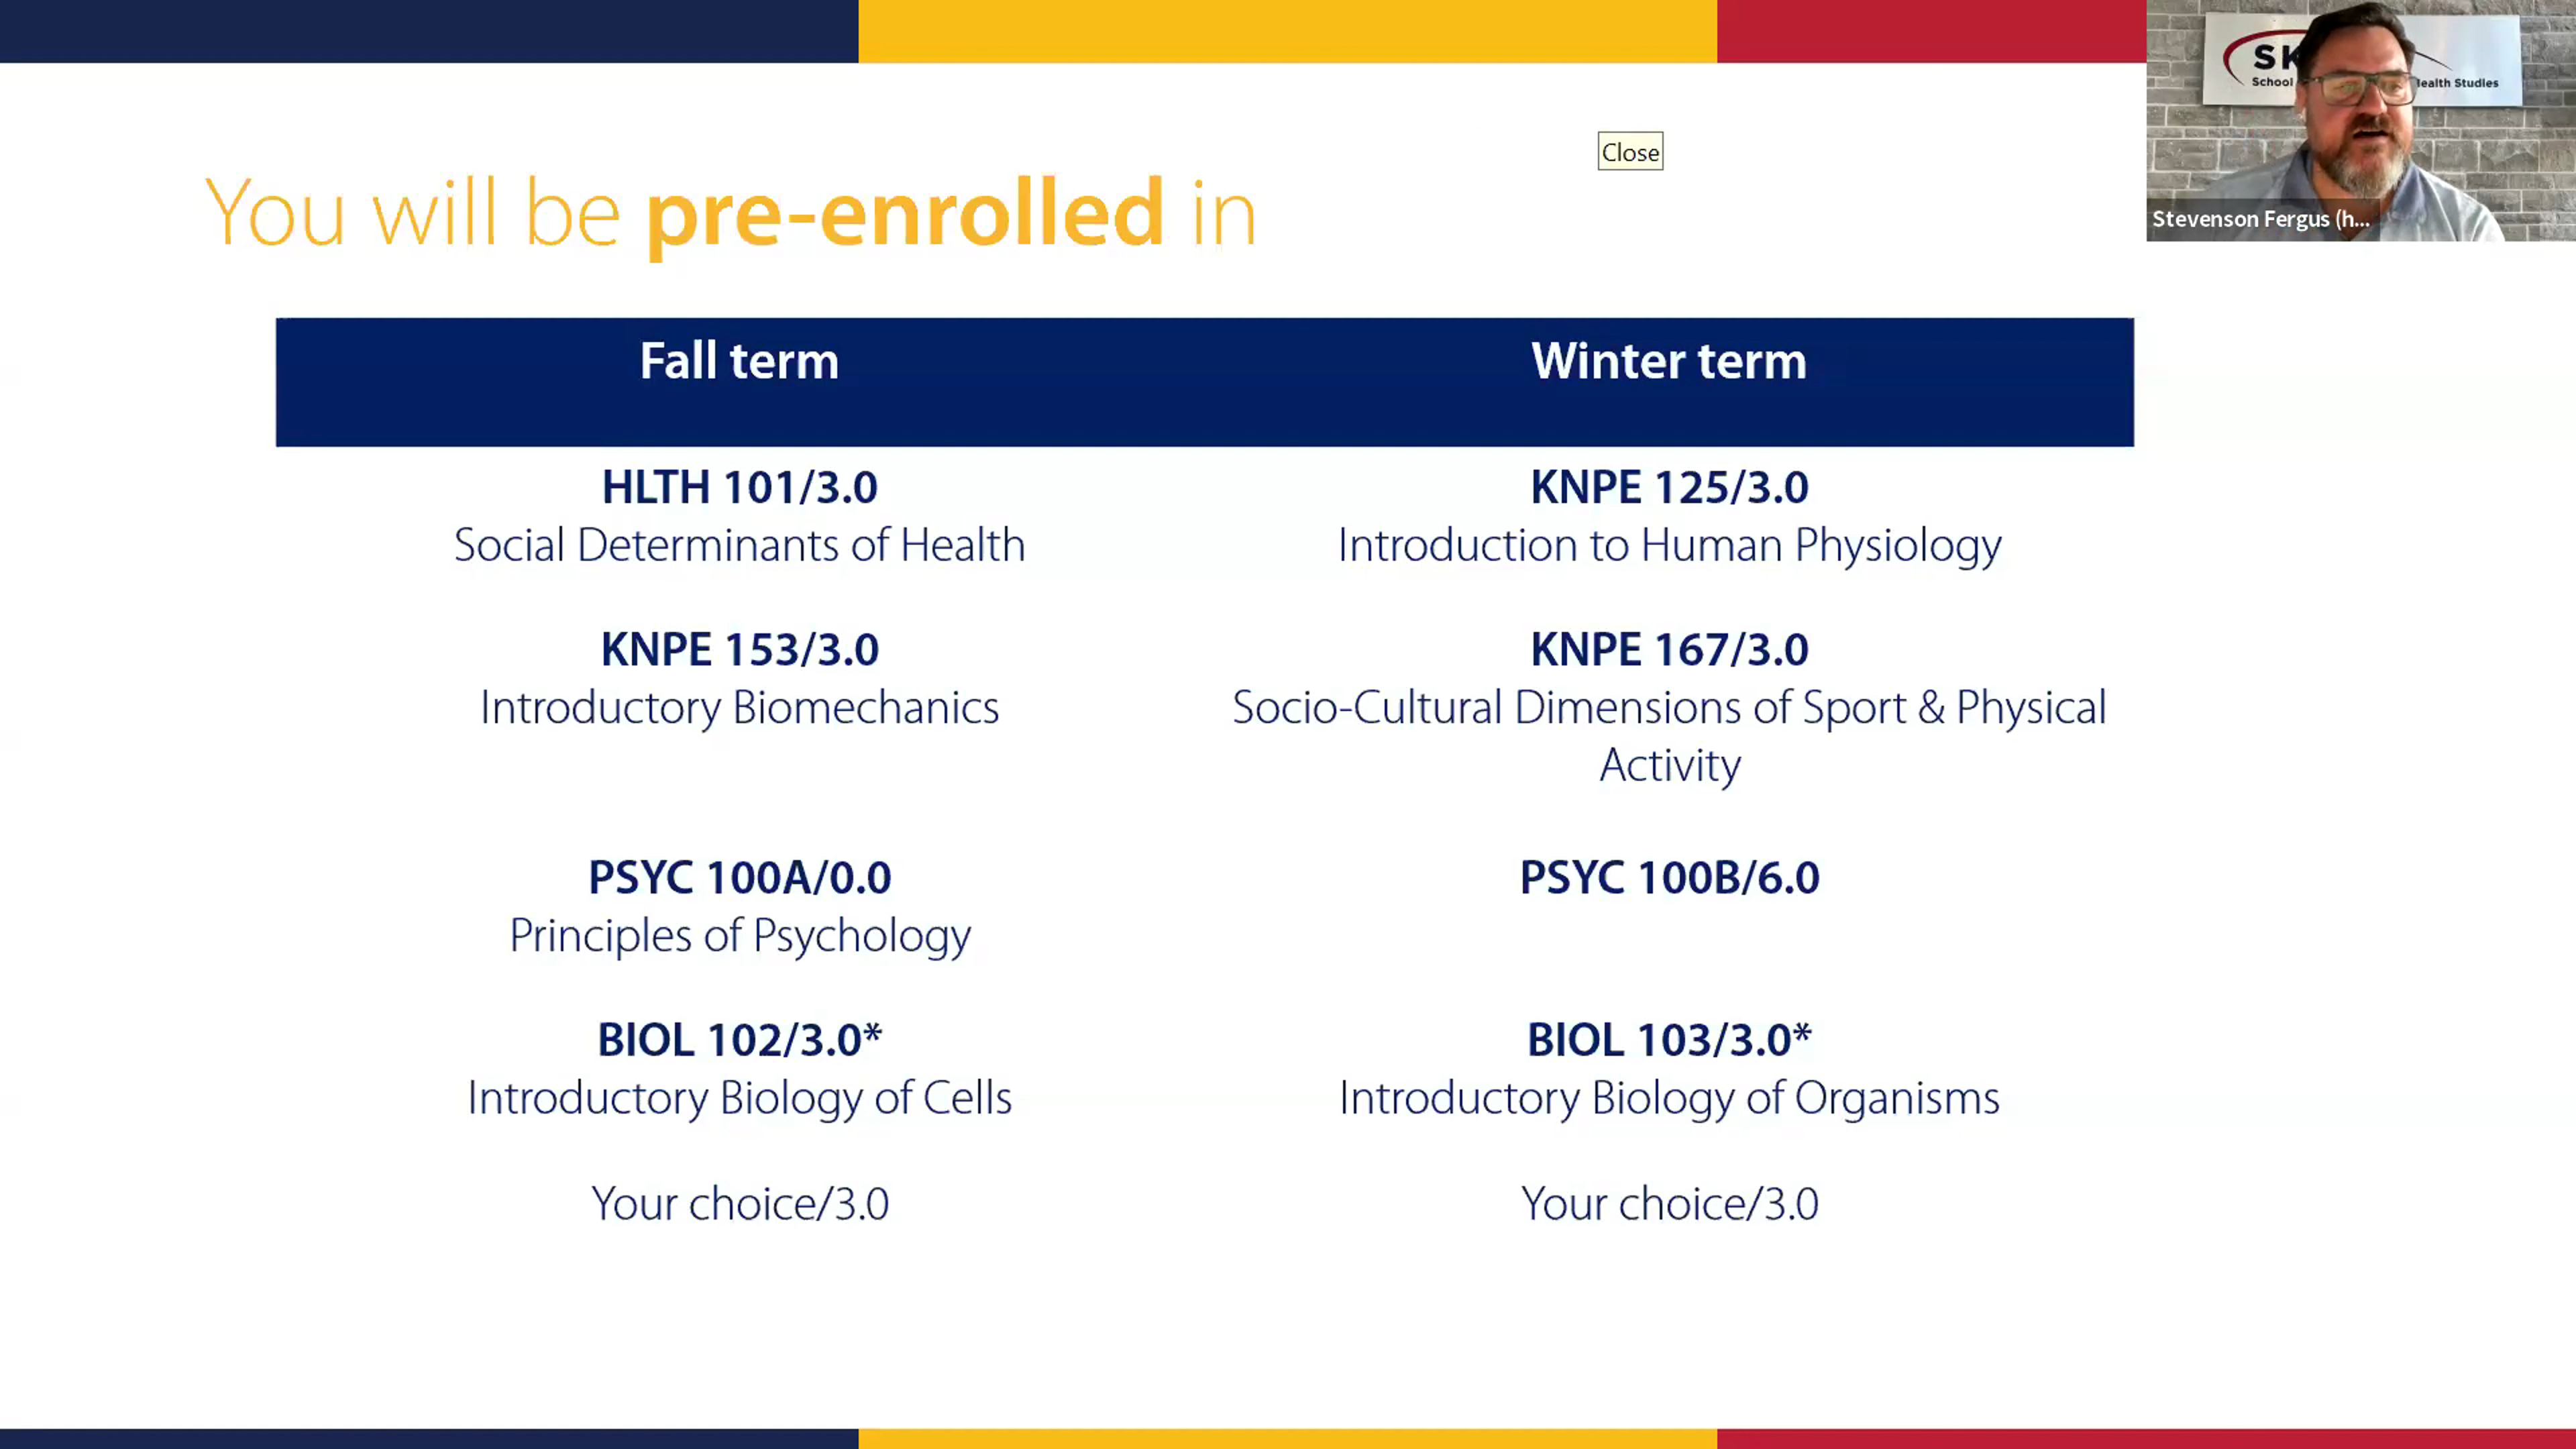 SK
School
ealth Studies
Stevenson Fergus (h...
Close
You will be pre-enrolled in
Fall term
Winter term
HLTH 101/3.0
Social Determinants of Health
KNPE 125/3.0
Introduction to Human Physiology
KNPE 153/3.0
Introductory Biomechanics
KNPE 167/3.0
Socio-Cultural Dimensions of Sport & Physical
Activity
PSYC 100A/0.0
Principles of Psychology
PSYC 100B/6.0
BIOL 102/3.0*
Introductory Biology of Cells
BIOL 103/3.0*
Introductory Biology of Organisms
Your choice/3.0
Your choice/3.0